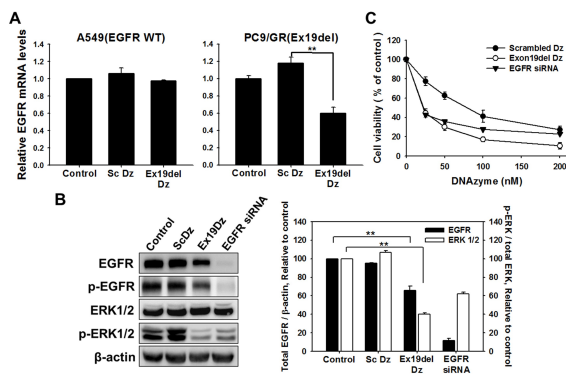 A
A549(EGFR WT)
PC9/GR(Ex19del)
Relative EGFR mRNA levels
1.4
1.2
1.0
0.8
0.6
0.4
0.2
0.0
Control
Sc Dz
Ex19del Dz
1.4
1.2
1.0
0.8
0.6
0.4
0.2
0.0
**
Control
Sc Dz
Ex19del
Dz
C
Cell viability ( % of control )
120
100
80
60
40
20
0
Scrambled Dz
Exon19del Dz
EGFR siRNA
0
50
100
150
200
DNAzyme (nM)
B
Control
ScDz
Ex19Dz
EGFR siRNA
EGFR
p-EGFR
ERK1/2
p-ERK1/2
β-actin
Total EGFR / β-actin, Relative to control
140
120
100
80
60
40
20
0
**
**
EGFR
ERK 1/2
Control
Sc Dz
Ex19del
Dz
EGFR
siRNA
140
120
100
80
60
40
20
0
p-ERK / total ERK, Relative to control